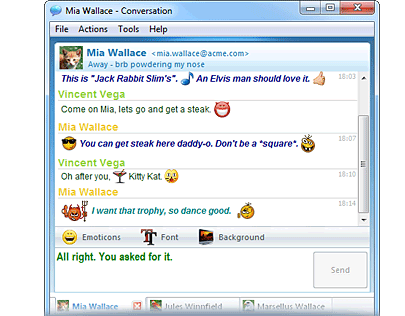 Mia Wallace - Conversation
File Actions Tools Help
Mia Wallace <mia.wallace@acme.com>
Away - brb powdering my nose
This is "Jack Rabbit Slim's". An Elvis man should love it. 18:03
Vincent Vega
Come on Mia, lets go and get a steak.
Mia Wallace
You can get steak here daddy-o. Don't be a *square*. 18:07
Vincent Vega
Oh after you, Kitty Kat. 18:10
Mia Wallace
I want that trophy, so dance good. 18:14
Emoticons Font Background
All right. You asked for it.
Send
Mia Wallace Jules Winnfield Marsellus Wallace